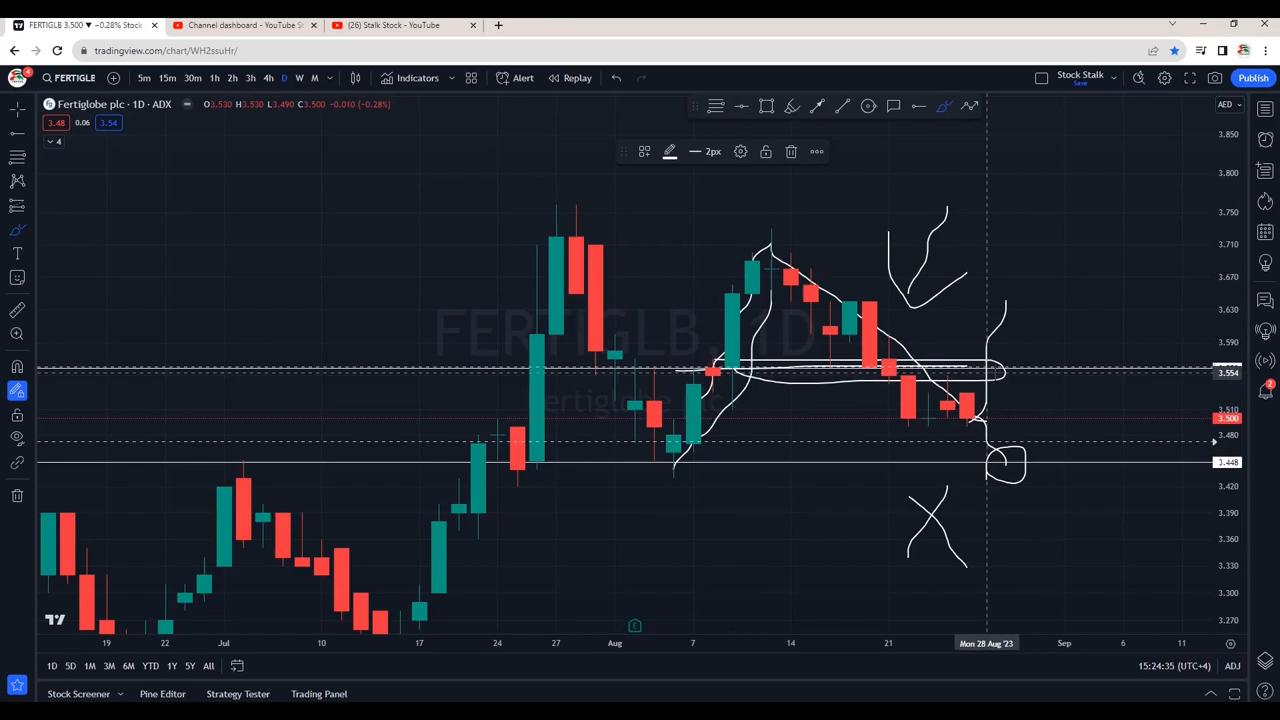 FERTIGLB 3.500 ▼ −0.28% Stock
Channel dashboard - YouTube S
(26) Stalk Stock - YouTube
tradingview.com/chart/WH2ssuHr/
4
FERTIGLB
5m 15m 30m 1h 2h 3h 4h D W M
Indicators
Alert
Replay
Stock Stalk
Save
Publish
Fertiglobe plc · 1D · ADX
O3.530 H3.530 L3.490 C3.500 −0.010 (−0.28%)
AED
3.48 0.06 3.54
4
2px
FERTIGLB, 1D
Fertiglobe plc
3.850
3.800
3.750
3.710
3.670
3.630
3.590
3.554
3.510
3.500
3.480
3.448
3.420
3.390
3.360
3.330
3.300
3.270
2
E
19 22 Jul 10 17 24 27 Aug 7 14 21 Mon 28 Aug '23 Sep 6 11
1D 5D 1M 3M 6M YTD 1Y 5Y All
15:24:35 (UTC+4)
ADJ
Stock Screener
Pine Editor
Strategy Tester
Trading Panel